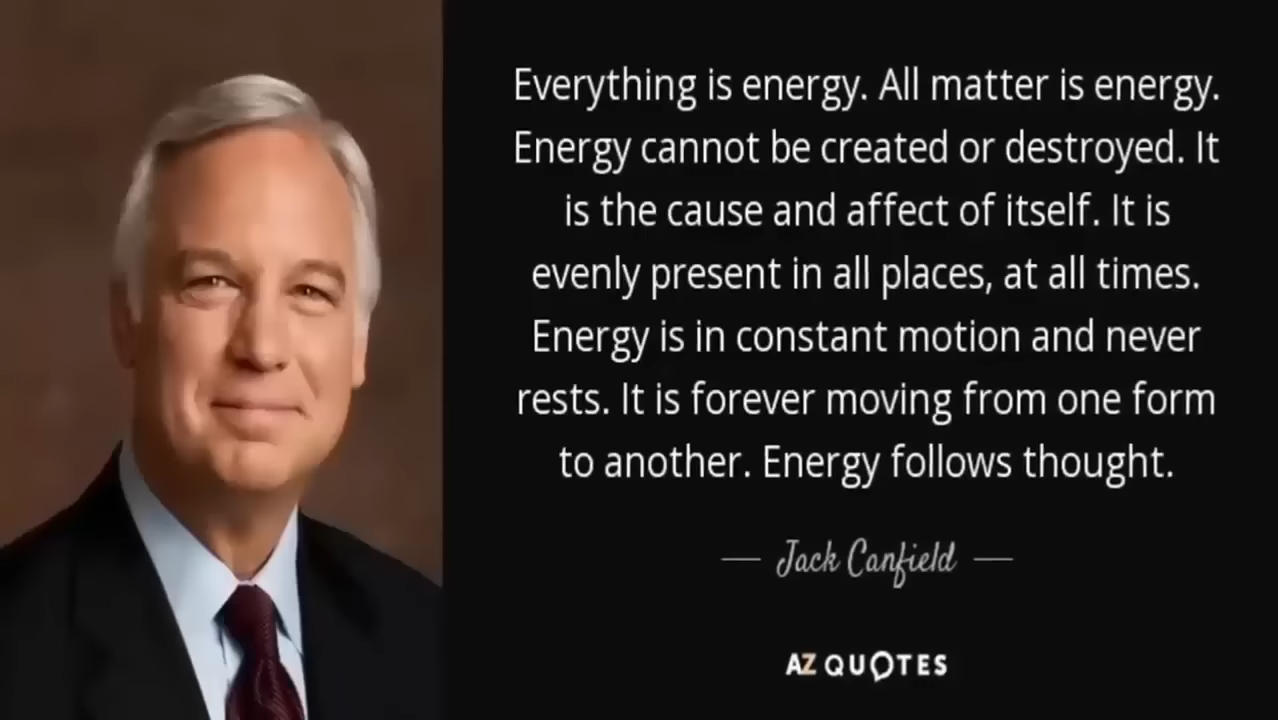 Everything is energy. All matter is energy.
Energy cannot be created or destroyed. It
is the cause and affect of itself. It is
evenly present in all places, at all times.
Energy is in constant motion and never
rests. It is forever moving from one form
to another. Energy follows thought.
— Jack Canfield —
AZ QUOTES